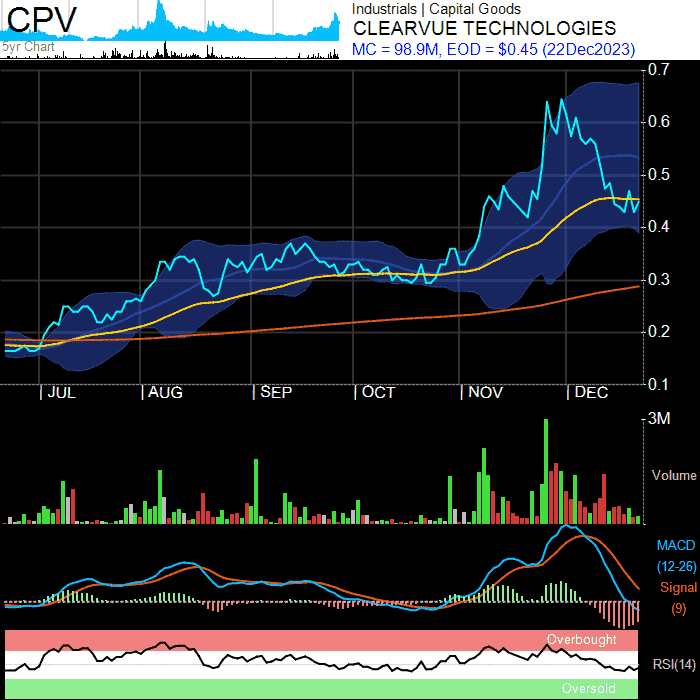 CPV
5yr Chart
Industrials | Capital Goods
CLEARVUE TECHNOLOGIES
MC = 98.9M, EOD = $0.45 (22Dec2023)
0.7
0.6
0.5
0.4
0.3
0.2
0.1
| JUL | AUG | SEP | OCT | NOV | DEC
3M
Volume
MACD
(12-26)
Signal
(9)
Overbought
RSI(14)
Oversold